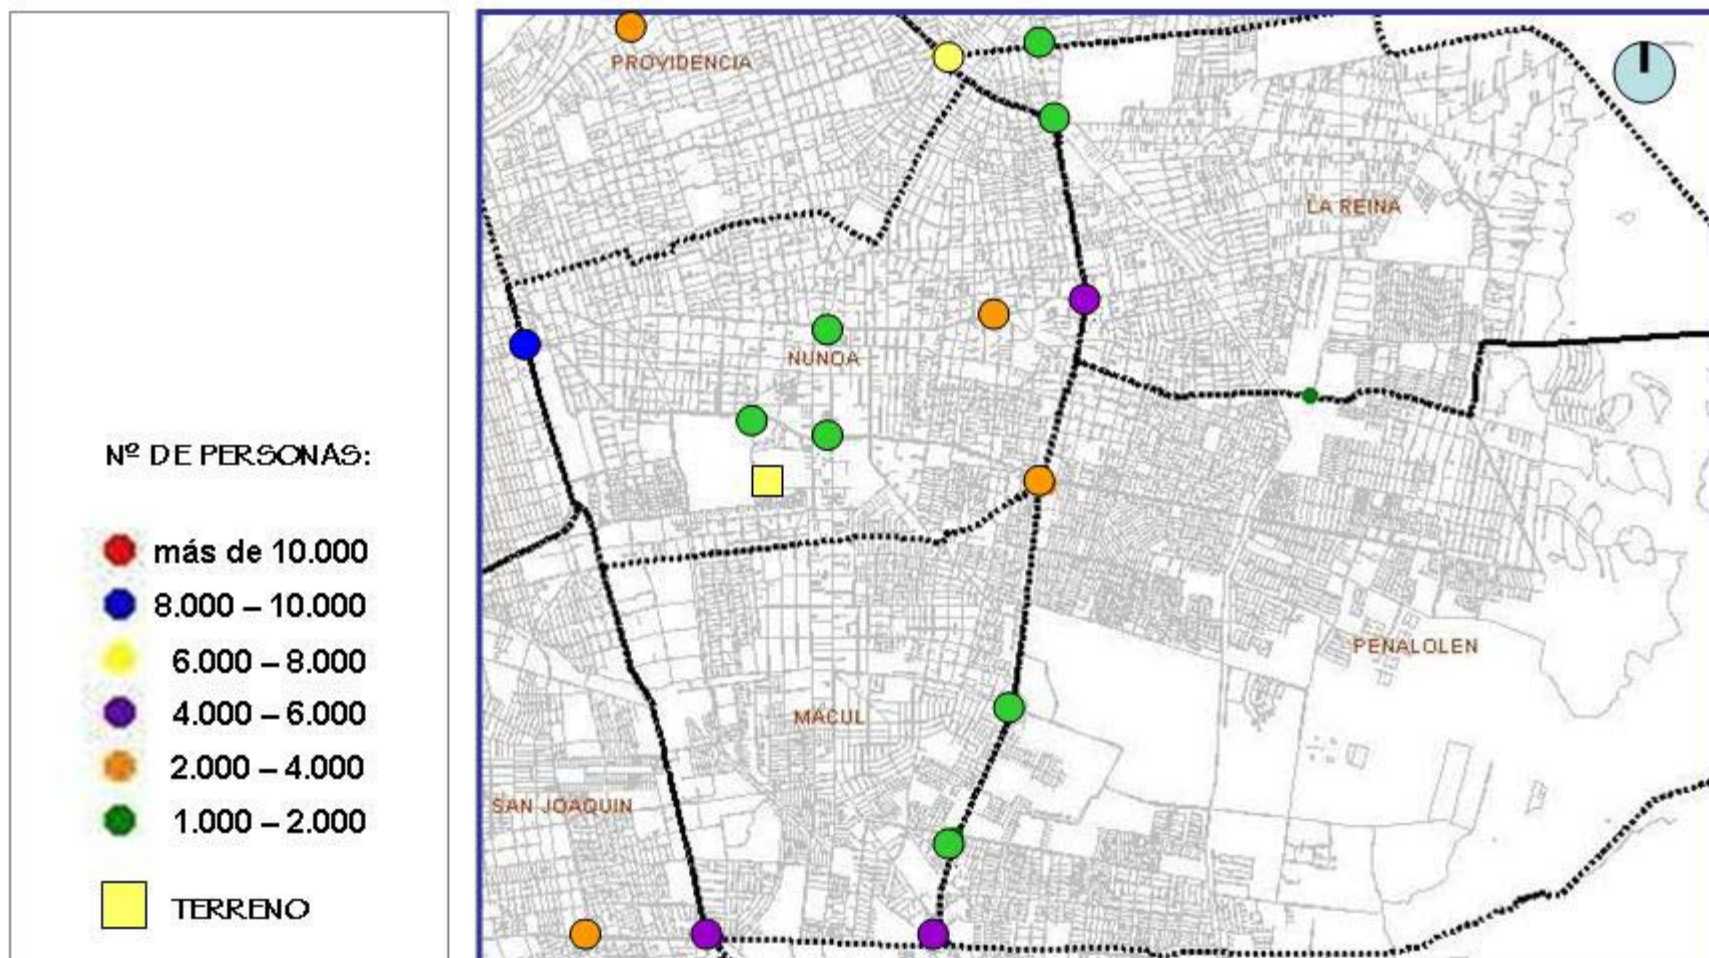 Nº DE PERSONAS:
más de 10.000
8.000 – 10.000
6.000 – 8.000
4.000 – 6.000
2.000 – 4.000
1.000 – 2.000
TERRENO
PROVIDENCIA
LA REINA
NUNOA
PENALOLEN
MACUL
SAN JOAQUIN